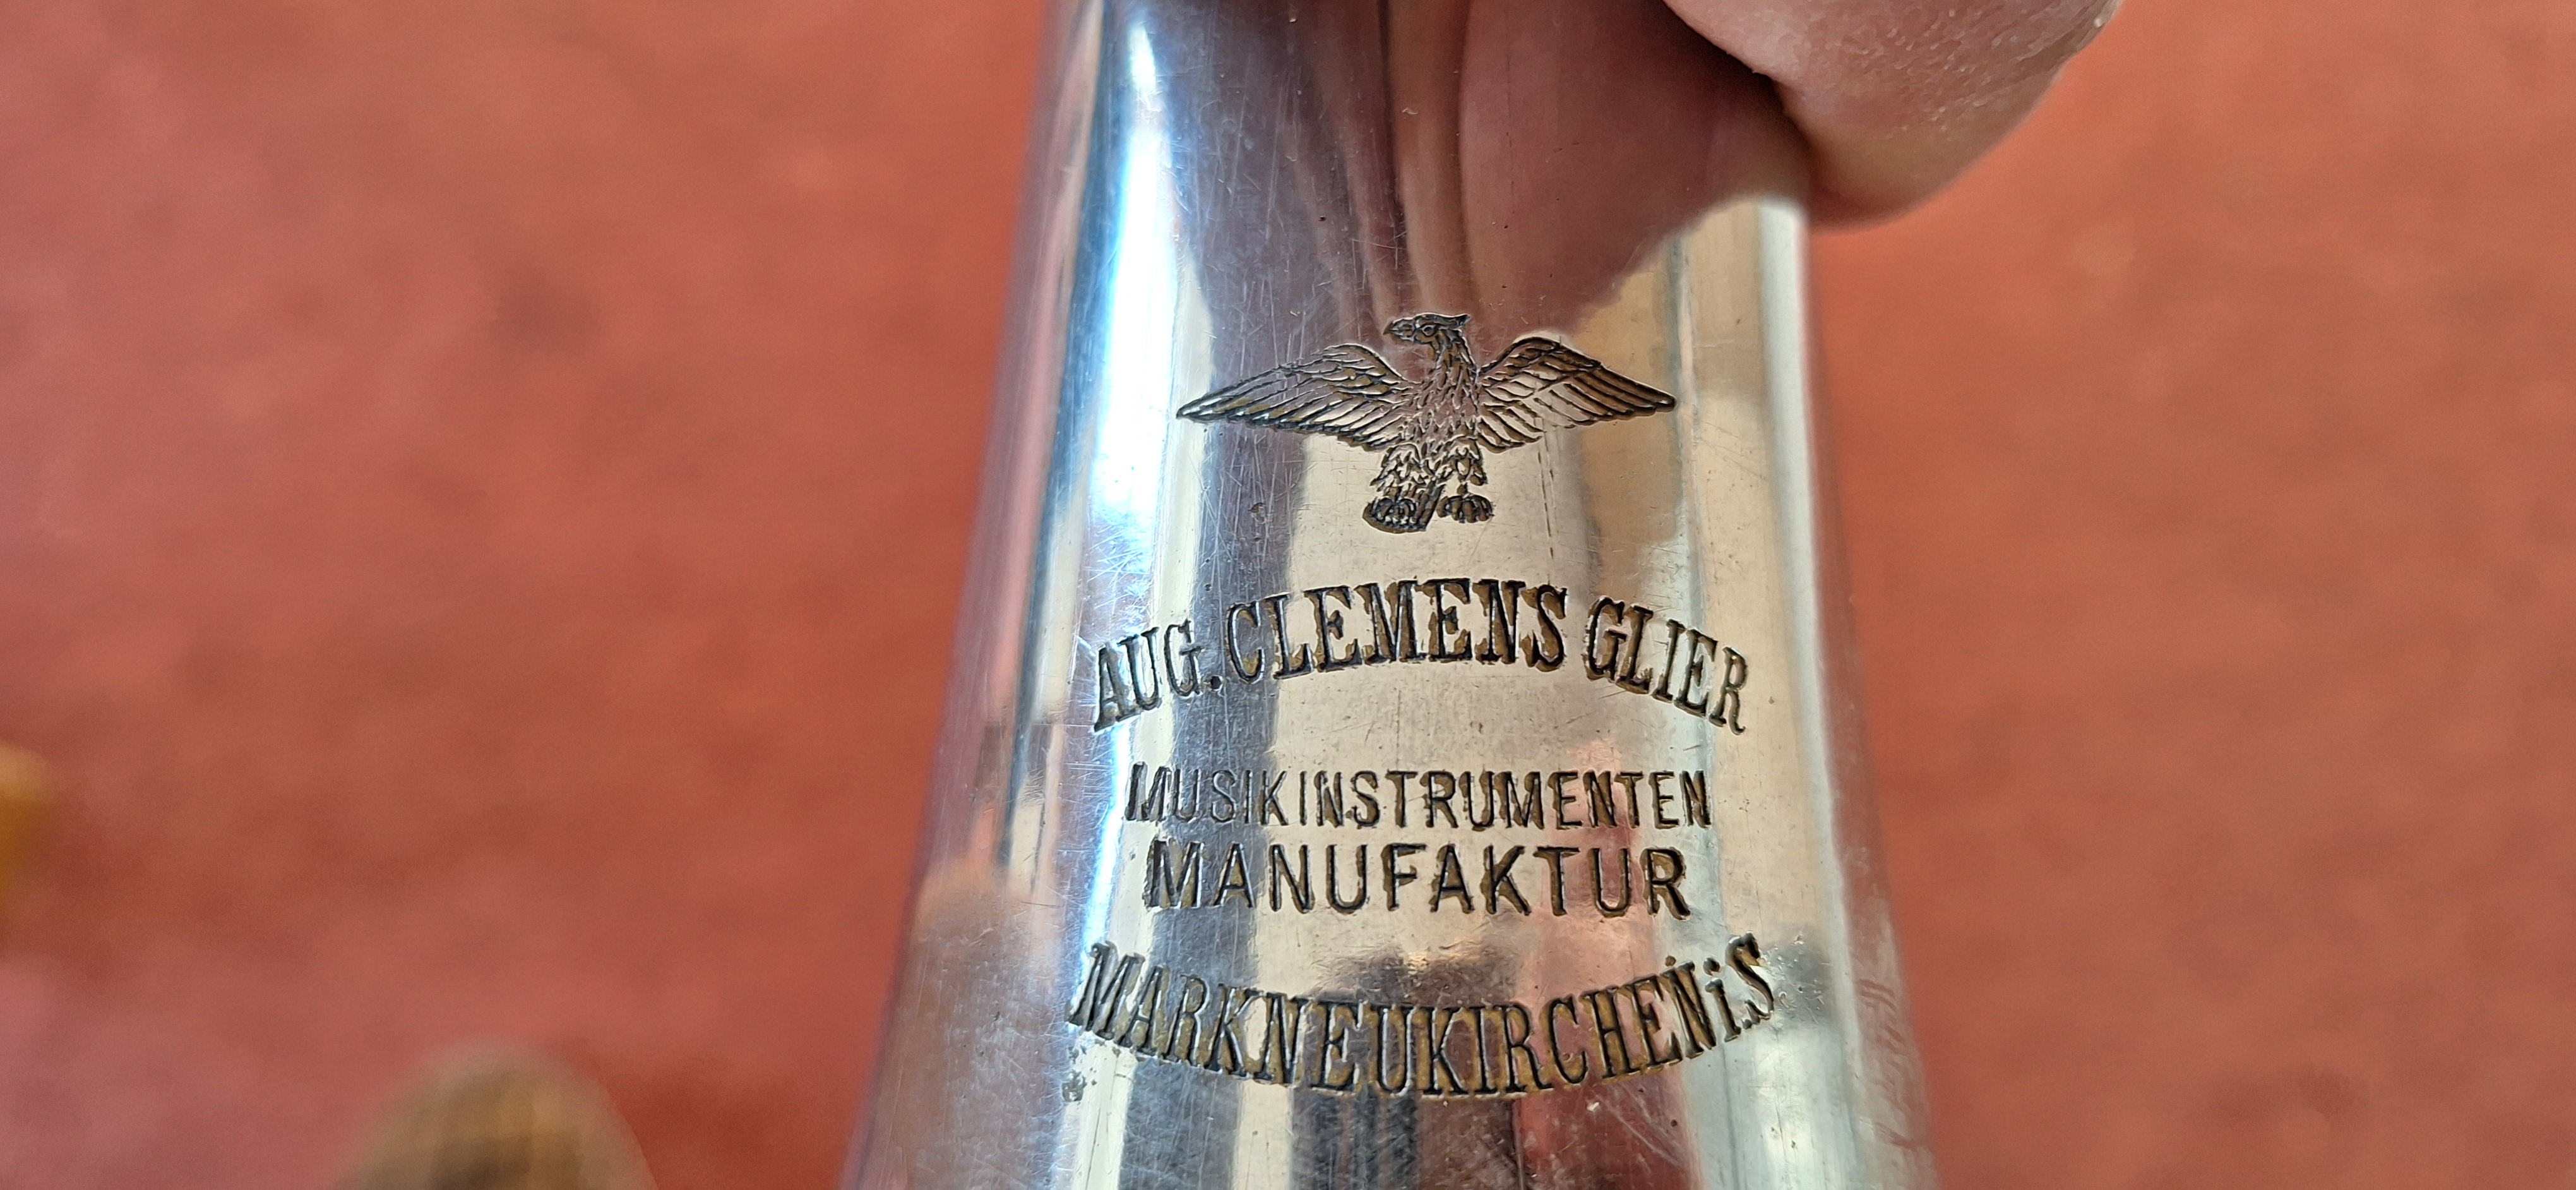 AUG. CLEMENS GLIER
MUSIKINSTRUMENTEN
MANUFAKTUR
MARKNEUKIRCHEN i. S